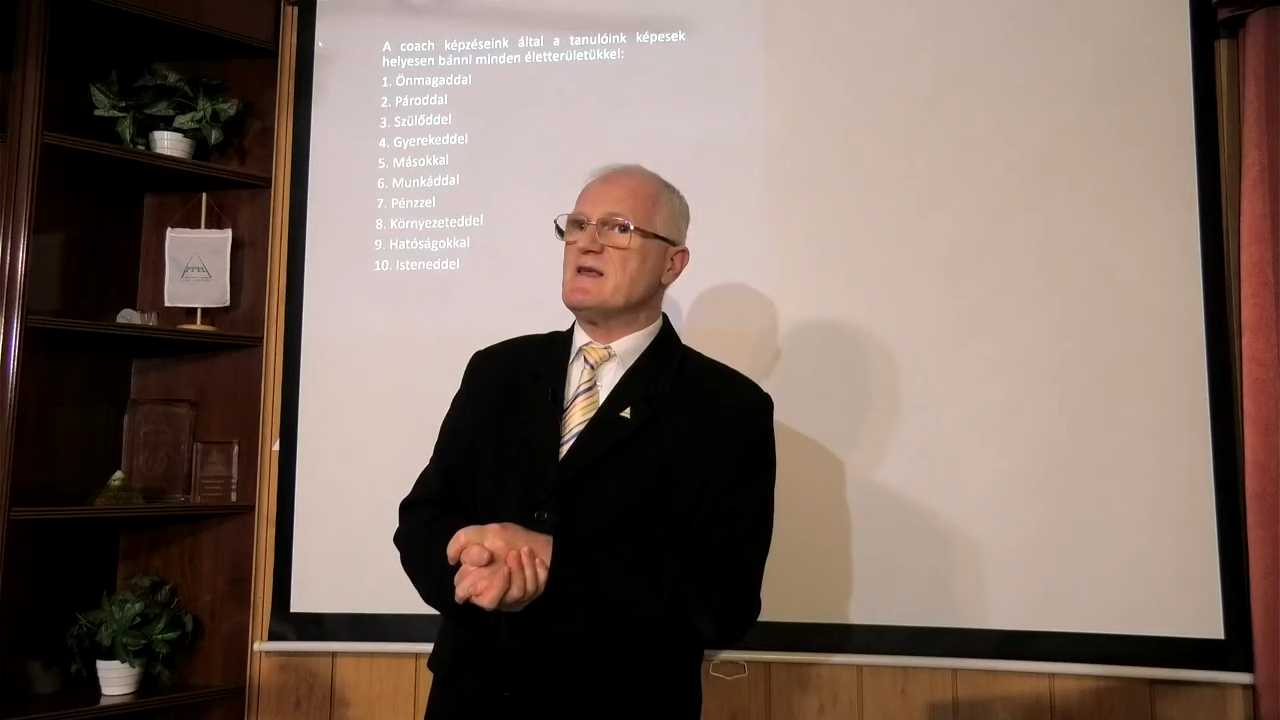 A coach képzéseink által a tanulóink képesek
helyesen bánni minden életterületükkel:
1. Önmagaddal
2. Pároddal
3. Szülőddel
4. Gyerekeddel
5. Másokkal
6. Munkáddal
7. Pénzzel
8. Környezeteddel
9. Hatóságokkal
10. Isteneddel